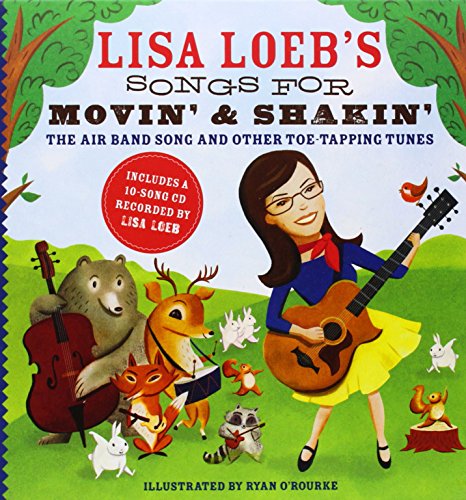 LISA LOEB'S
SONGS FOR
MOVIN' & SHAKIN'
THE AIR BAND SONG AND OTHER TOE-TAPPING TUNES
INCLUDES A
10-SONG CD
RECORDED BY
LISA LOEB
ILLUSTRATED BY RYAN O'ROURKE